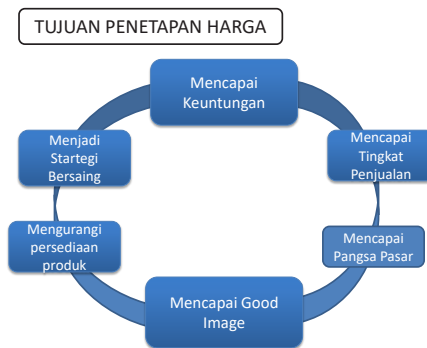 TUJUAN PENETAPAN HARGA
Mencapai
Keuntungan
Mencapai
Tingkat
Penjualan
Mencapai
Pangsa Pasar
Mencapai Good
Image
Mengurangi
persediaan
produk
Menjadi
Startegi
Bersaing